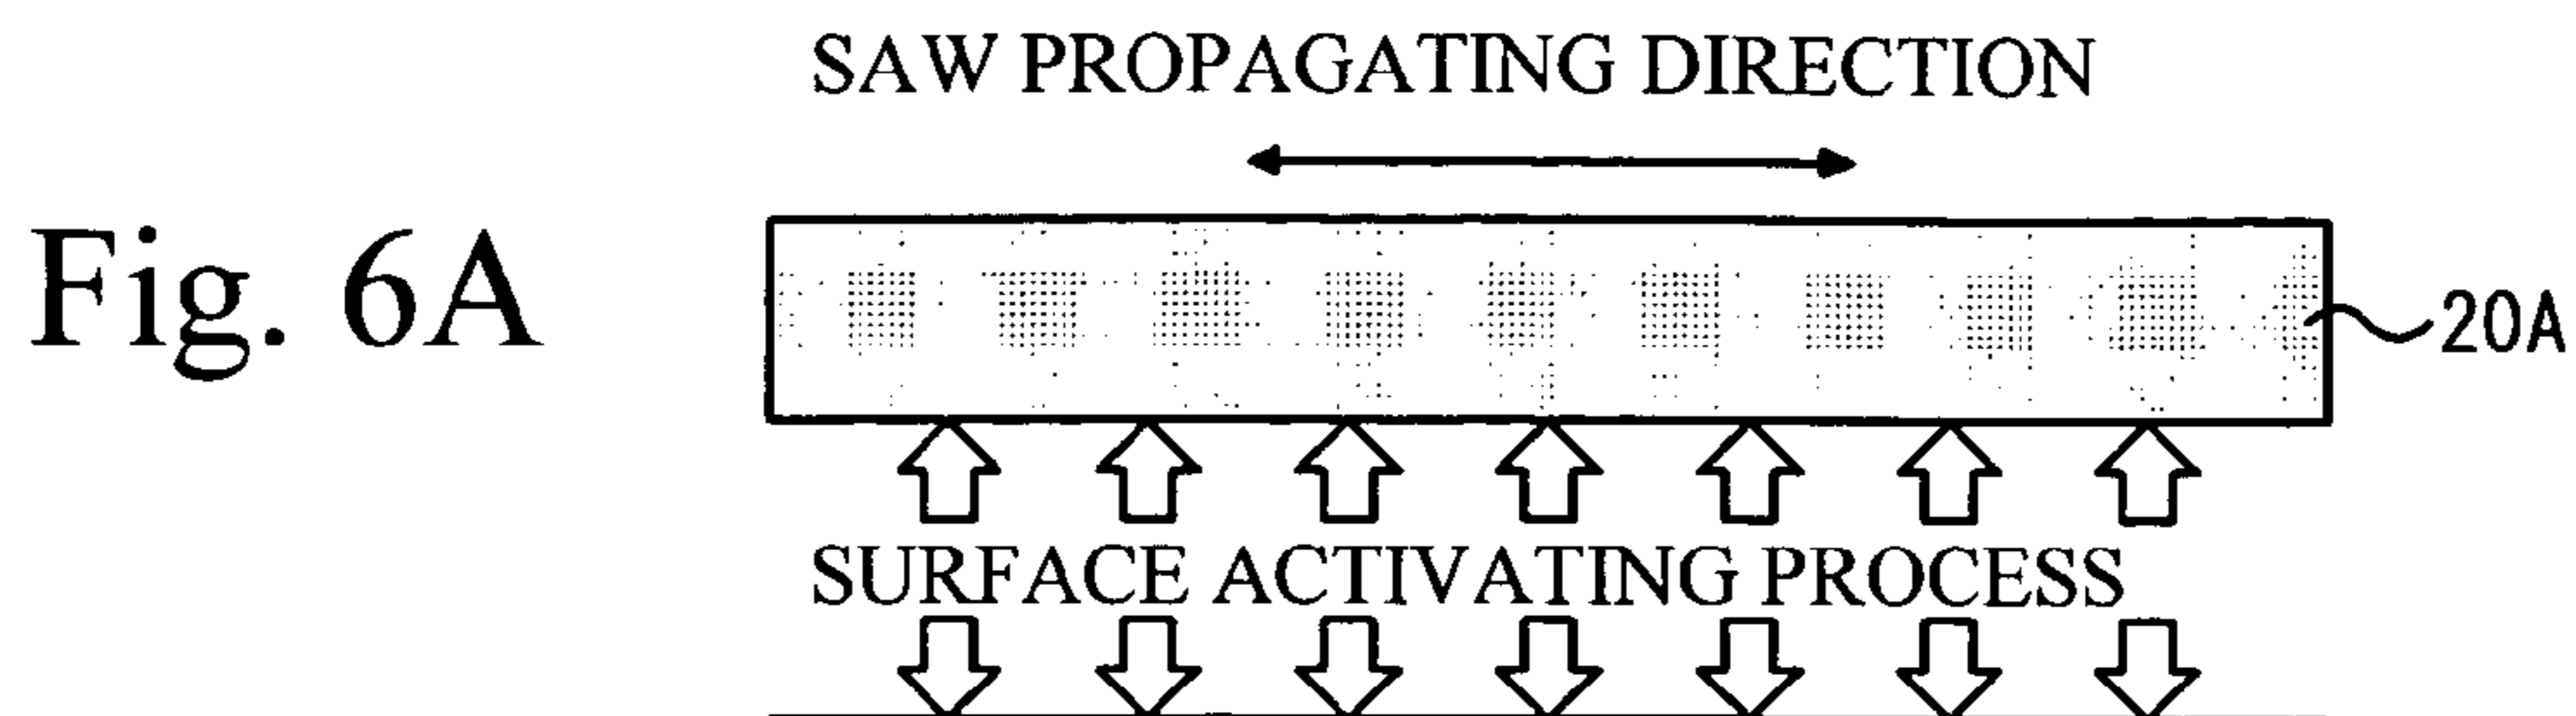 SAW PROPAGATING DIRECTION
Fig. 6A
20A
SURFACE ACTIVATING PROCESS